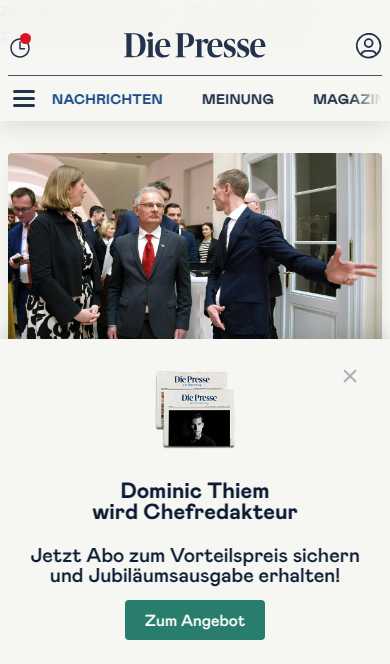 Die Presse
NACHRICHTEN MEINUNG MAGAZIN
Die Presse
Die Presse
Dominic Thiem
wird Chefredakteur
Jetzt Abo zum Vorteilspreis sichern
und Jubiläumsausgabe erhalten!
Zum Angebot